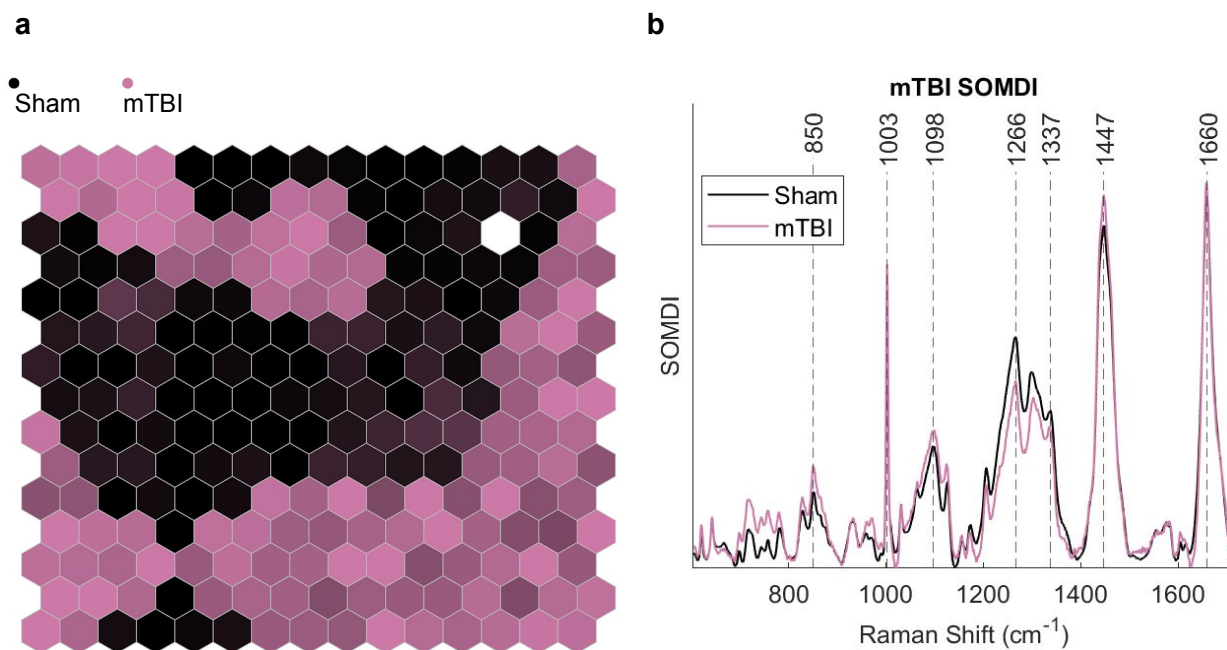 a
b
Sham mTBI
mTBI SOMDI
850
1003
1098
1266
1337
1447
1660
Sham
mTBI
SOMDI
800 1000 1200 1400 1600
Raman Shift (cm⁻¹)